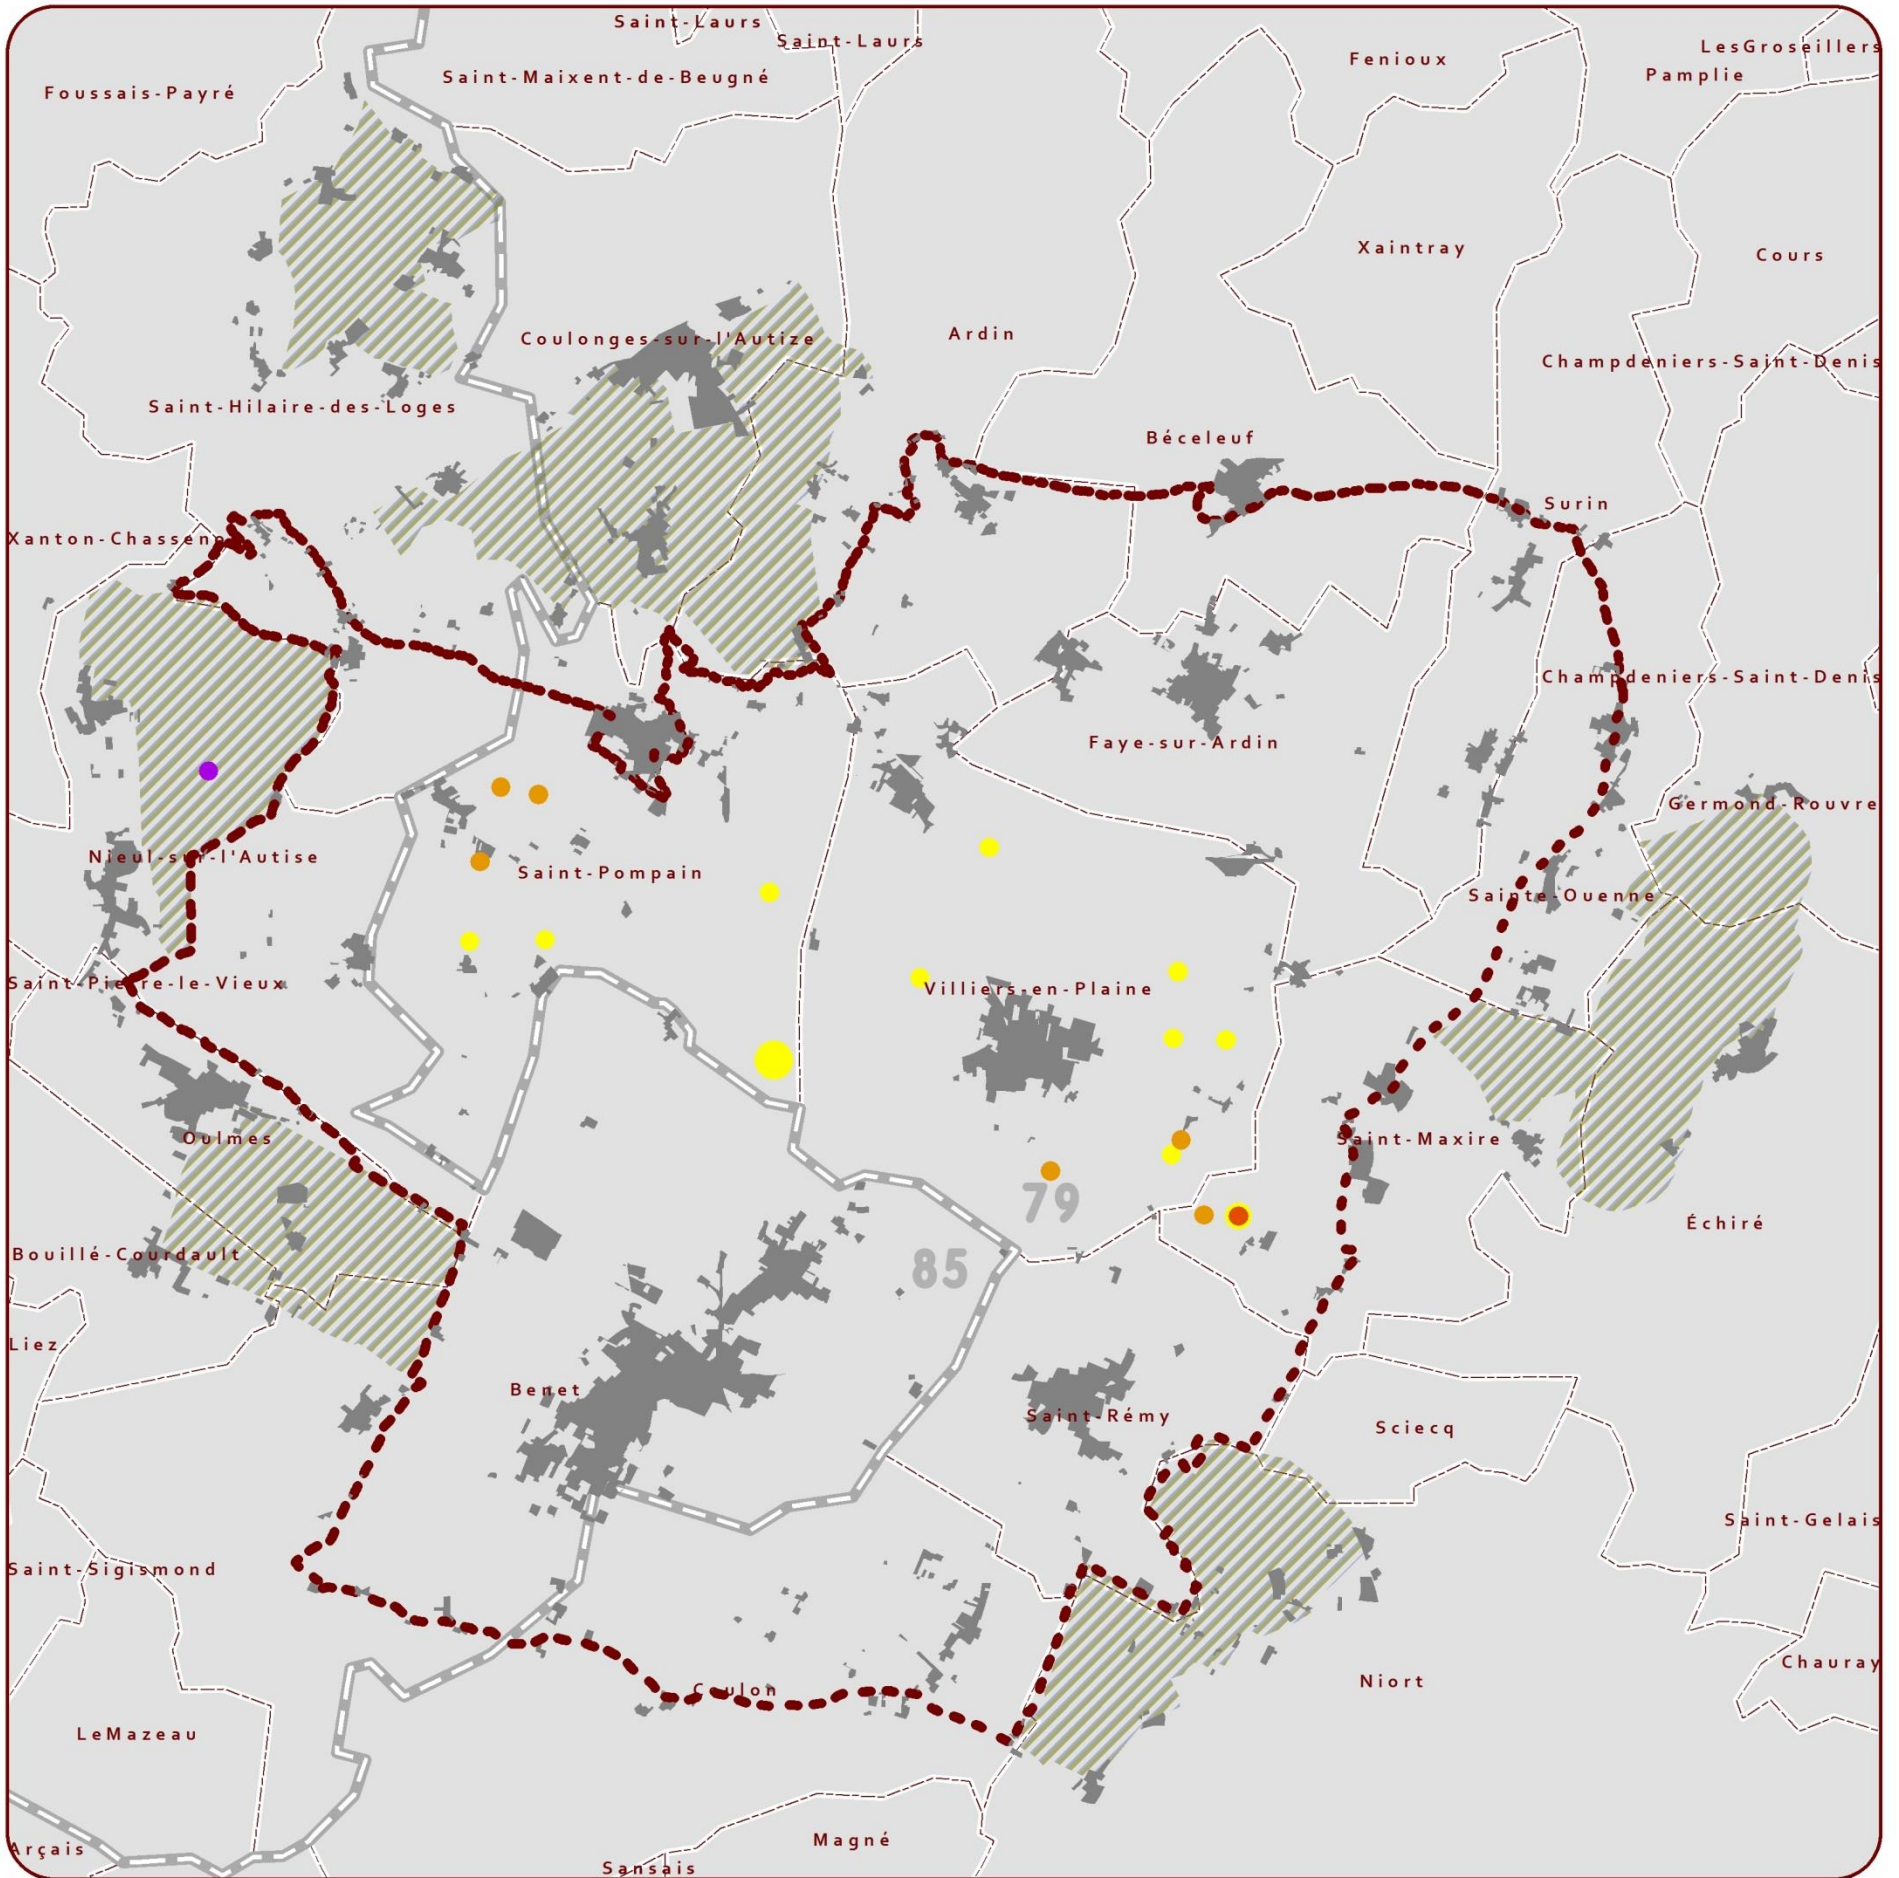 Saint-Laurs
Saint-Laurs
LesGroseillers
Fenioux
Pamplie
Saint-Maixent-de-Beugné
Foussais-Payré
Xaintray
Cours
Coulonges-sur-l'Autize
Ardin
Champdeniers-Saint-Denis
Saint-Hilaire-des-Loges
Béceleuf
Surin
Xanton-Chasseno
Champdeniers-Saint-Denis
Faye-sur-Ardin
Germond-Rouvre
Nieul-sur-l'Autise
Saint-Pompain
Sainte-Ouenne
Saint-Pierre-le-Vieux
Villiers-en-Plaine
Oulmes
Saint-Maxire
79
Échiré
Bouillé-Courdault
85
Liez
Benet
Saint-Rémy
Sciecq
Saint-Gelais
Saint-Sigismond
Chauray
Niort
Coulon
LeMazeau
Magné
Arçais
Sansais